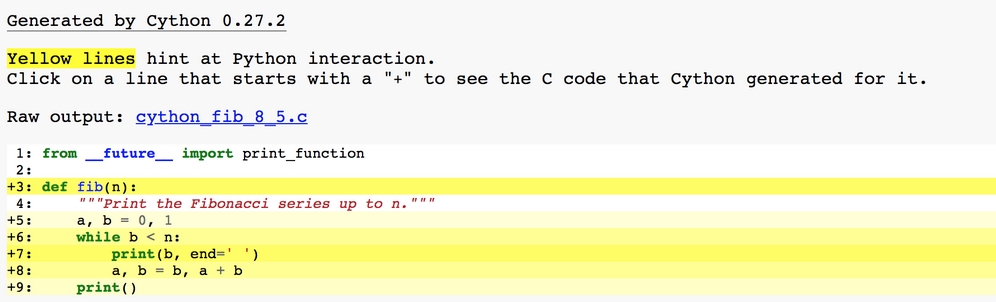 Generated by Cython 0.27.2
Yellow lines hint at Python interaction.
Click on a line that starts with a "+" to see the C code that Cython generated for it.
Raw output: cython_fib_8_5.c
 1: from __future__ import print_function
 2:
+3: def fib(n):
 4:     """Print the Fibonacci series up to n."""
+5:     a, b = 0, 1
+6:     while b < n:
+7:         print(b, end=' ')
+8:         a, b = b, a + b
+9:     print()